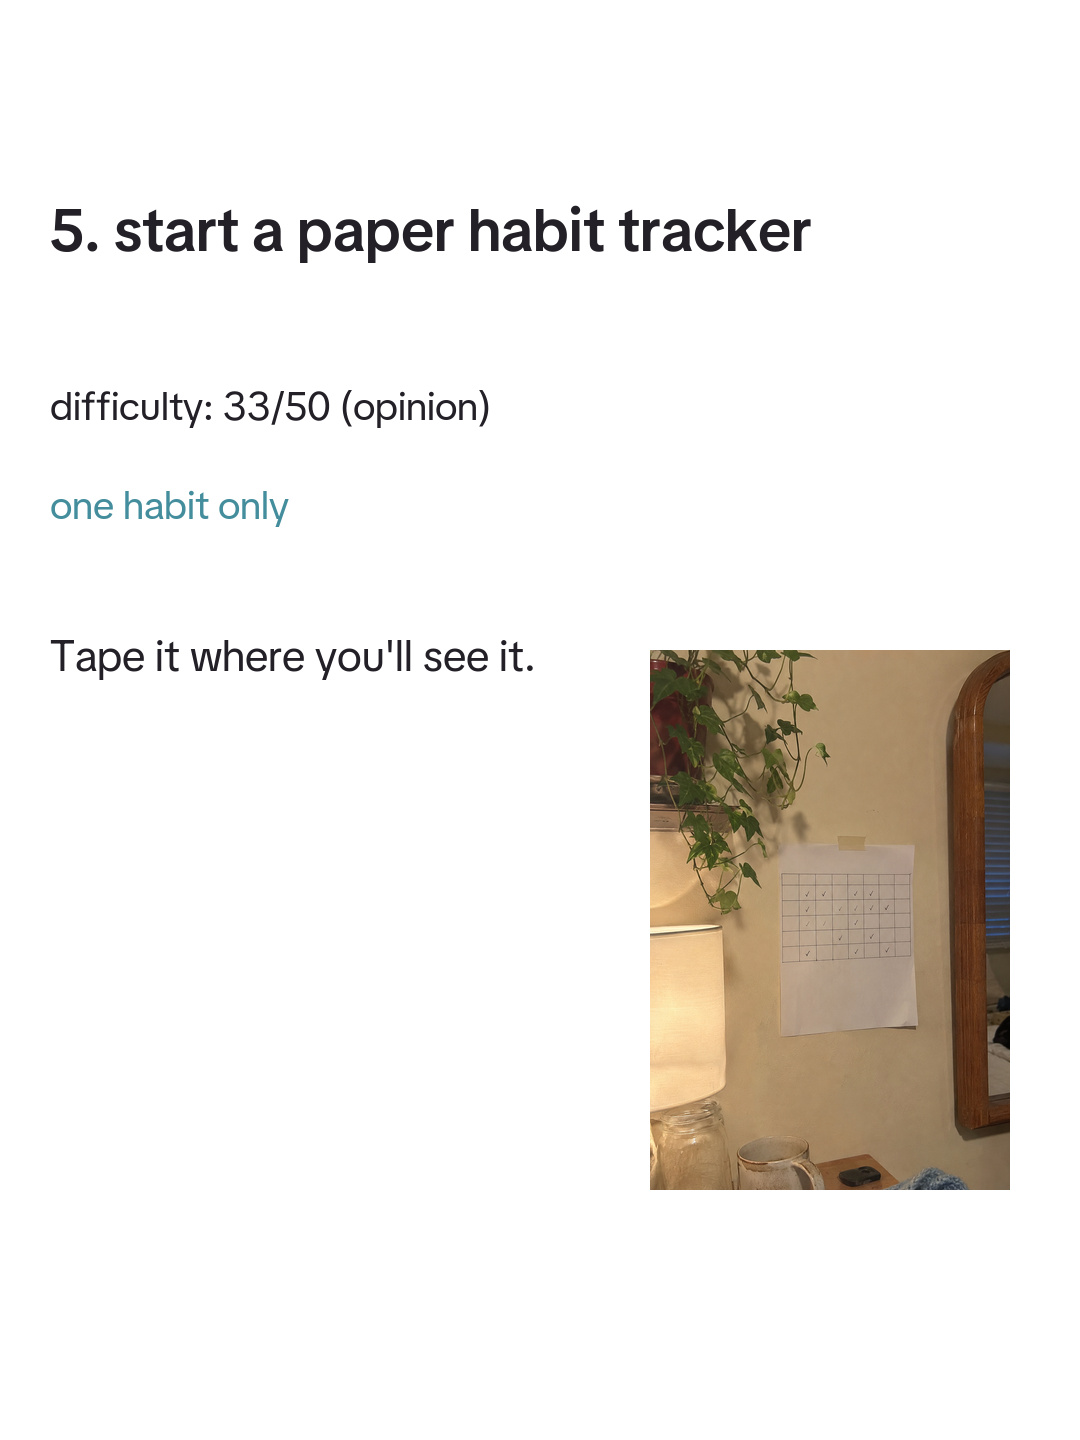 5. start a paper habit tracker
difficulty: 33/50 (opinion)
one habit only
Tape it where you'll see it.